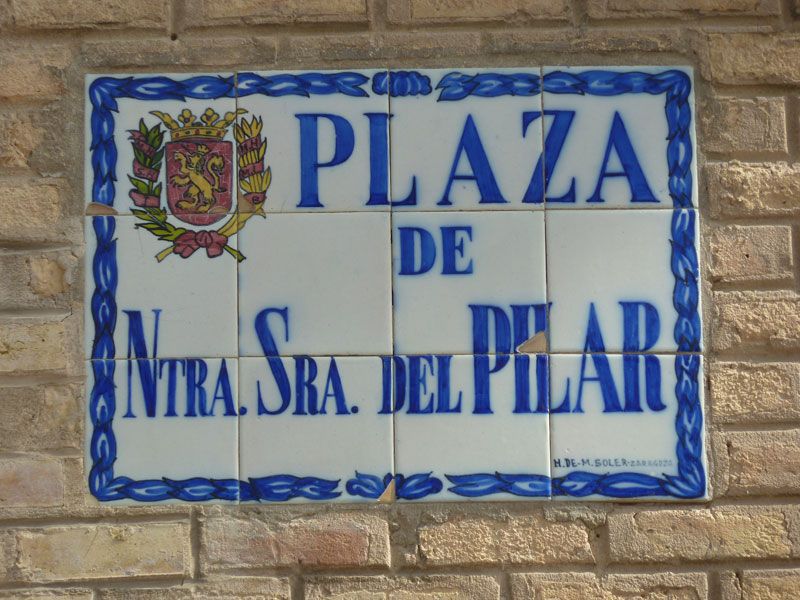 PLAZA
DE
NTRA. SRA. DEL PILAR
H. DE-M. SOLER-ZARAGOZA